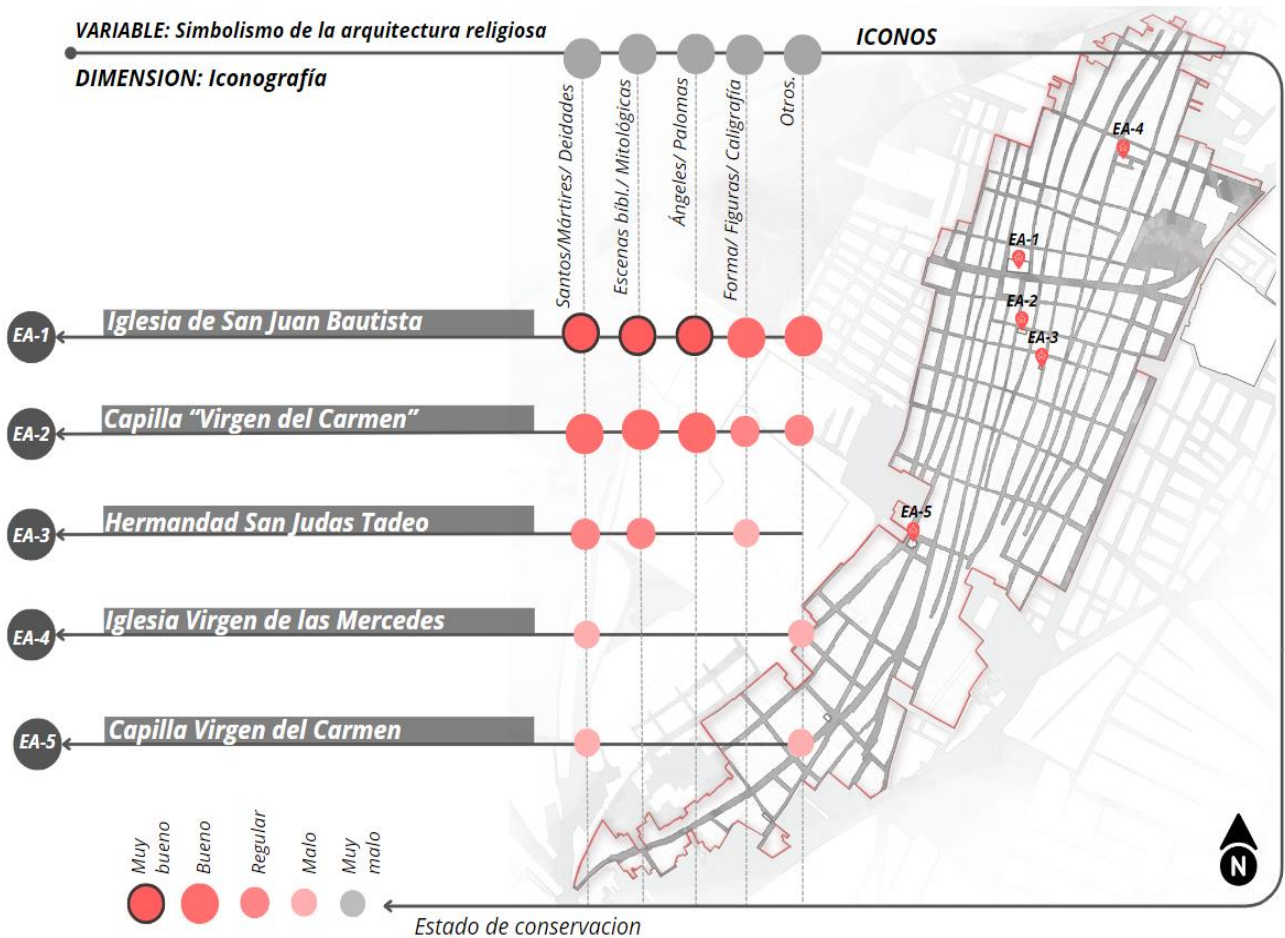 VARIABLE: Simbolismo de la arquitectura religiosa
ICONOS
DIMENSION: Iconografía
Santos/Mártires/ Deidades
Escenas bíbl./ Mitológicas
Ángeles/ Palomas
Forma/ Figuras/ Caligrafía
Otros.
EA-4
EA-1
EA-2
EA-3
EA-5
EA-1
Iglesia de San Juan Bautista
EA-2
Capilla “Virgen del Carmen”
EA-3
Hermandad San Judas Tadeo
EA-4
Iglesia Virgen de las Mercedes
EA-5
Capilla Virgen del Carmen
Muy
bueno
Bueno
Regular
Malo
Muy
malo
Estado de conservacion
N